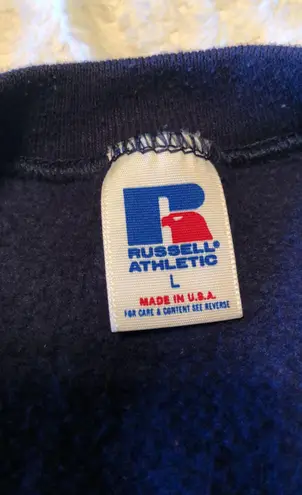 R
RUSSELL®
ATHLETIC
L
MADE IN U.S.A.
FOR CARE & CONTENT SEE REVERSE